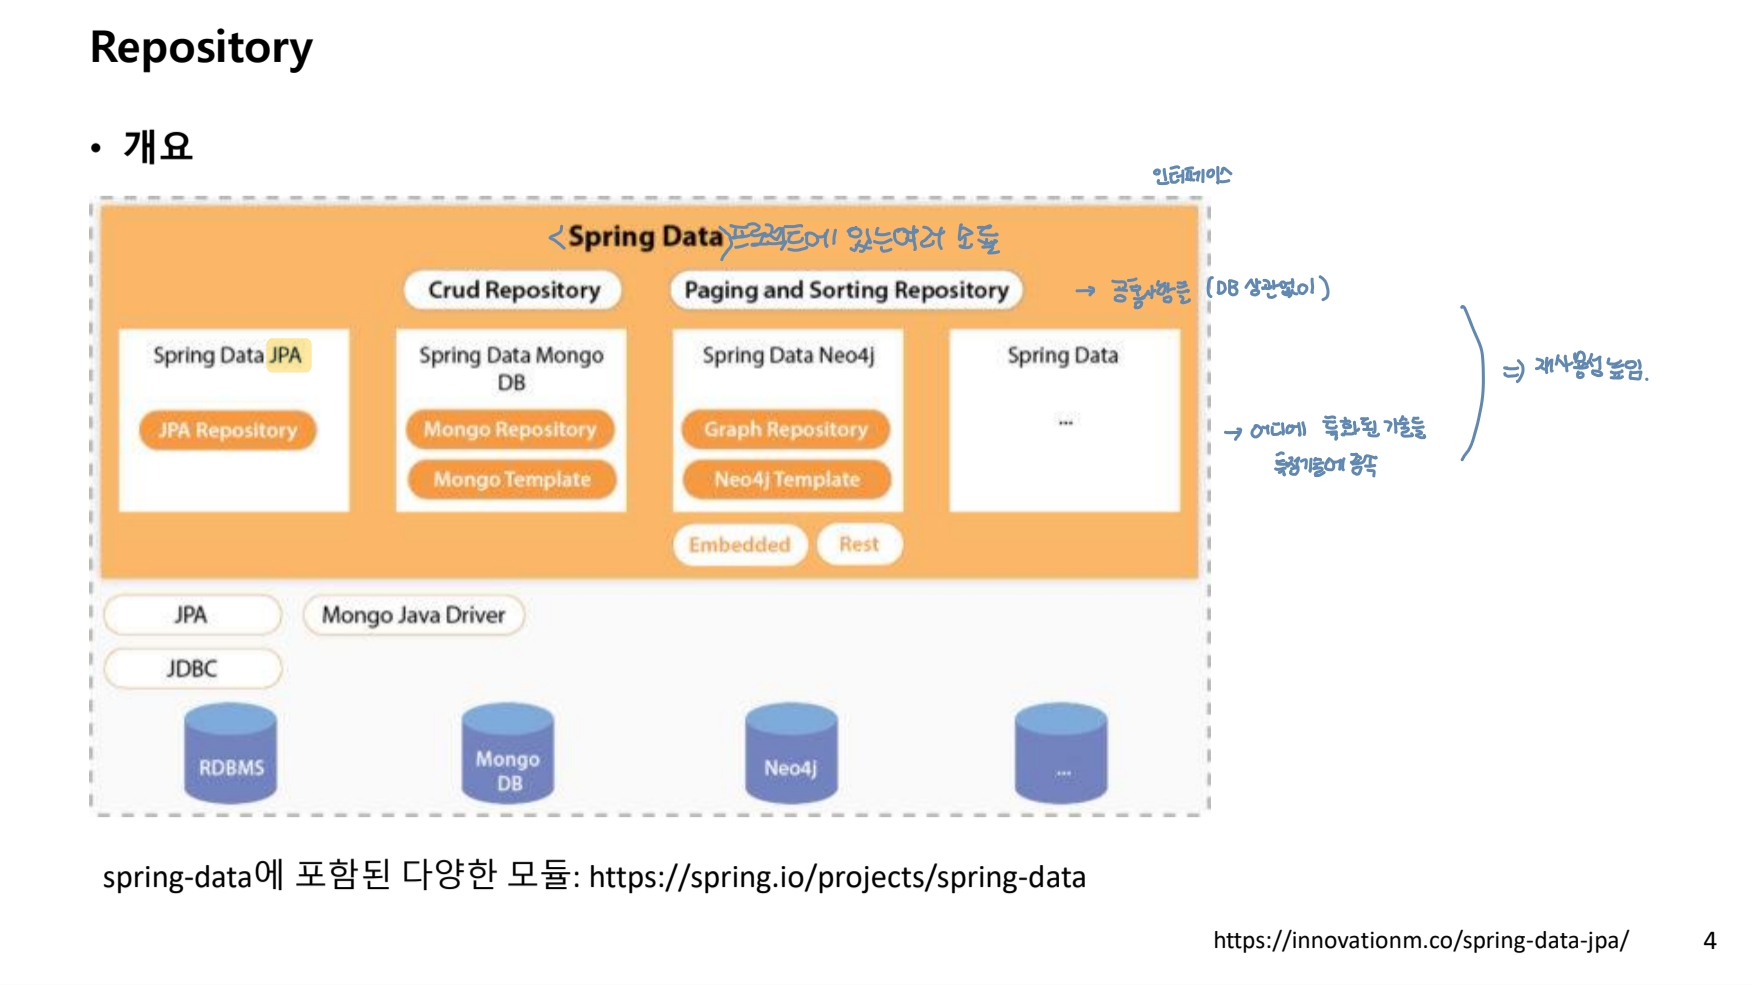 Repository
• 개요
인터페이스
<Spring Data>프로젝트에 있는 여러 모듈
Crud Repository
Paging and Sorting Repository
→ 공통사항들 (DB 상관없이)
Spring Data JPA
JPA Repository
Spring Data Mongo
DB
Mongo Repository
Mongo Template
Spring Data Neo4j
Graph Repository
Neo4j Template
Spring Data
...
→ 어디에 특화된 기술들
특정기술에 종속
⇒ 재사용성 높임.
Embedded
Rest
JPA
Mongo Java Driver
JDBC
RDBMS
Mongo
DB
Neo4j
...
spring-data에 포함된 다양한 모듈: https://spring.io/projects/spring-data
https://innovationm.co/spring-data-jpa/
4